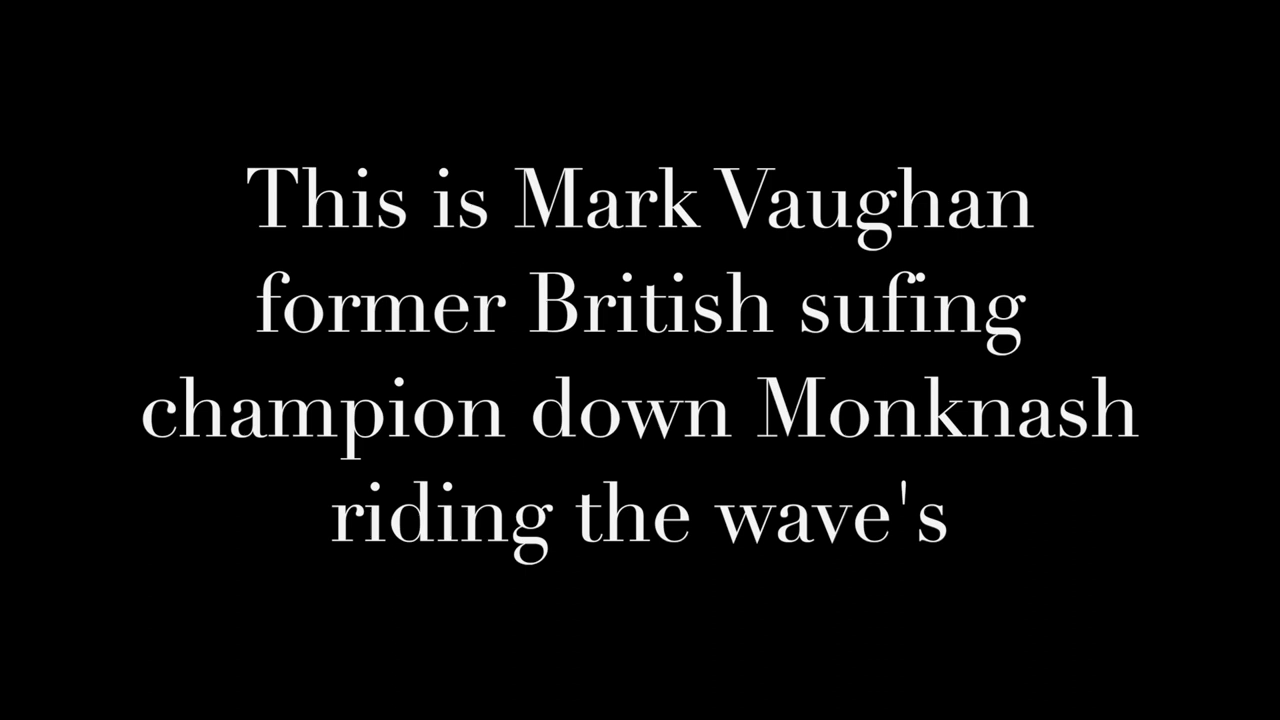 This is Mark Vaughan
former British sufing
champion down Monknash
riding the wave's